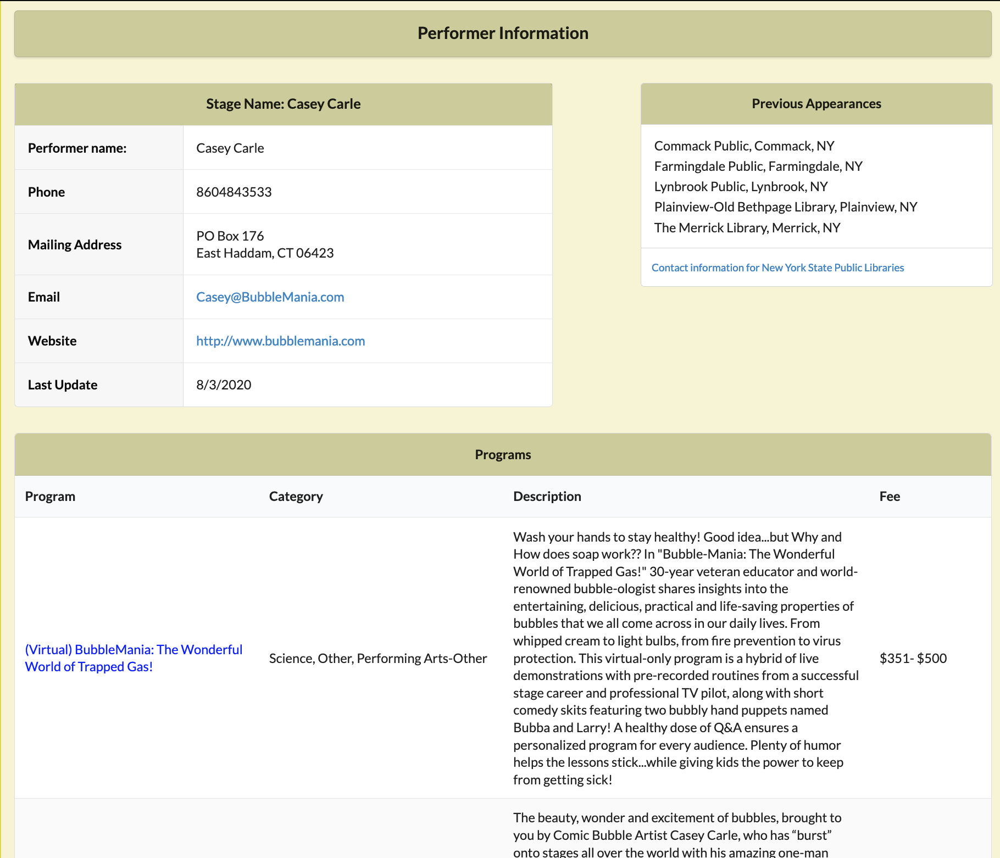 Performer Information
Stage Name: Casey Carle
Performer name:
Casey Carle
Phone
8604843533
Mailing Address
PO Box 176
East Haddam, CT 06423
Email
Casey@BubbleMania.com
Website
http://www.bubblemania.com
Last Update
8/3/2020
Previous Appearances
Commack Public, Commack, NY
Farmingdale Public, Farmingdale, NY
Lynbrook Public, Lynbrook, NY
Plainview-Old Bethpage Library, Plainview, NY
The Merrick Library, Merrick, NY
Contact information for New York State Public Libraries
Programs
Program
Category
Description
Fee
(Virtual) BubbleMania: The Wonderful
World of Trapped Gas!
Science, Other, Performing Arts-Other
Wash your hands to stay healthy! Good idea...but Why and
How does soap work?? In "Bubble-Mania: The Wonderful
World of Trapped Gas!" 30-year veteran educator and world-
renowned bubble-ologist shares insights into the
entertaining, delicious, practical and life-saving properties of
bubbles that we all come across in our daily lives. From
whipped cream to light bulbs, from fire prevention to virus
protection. This virtual-only program is a hybrid of live
demonstrations with pre-recorded routines from a successful
stage career and professional TV pilot, along with short
comedy skits featuring two bubbly hand puppets named
Bubba and Larry! A healthy dose of Q&A ensures a
personalized program for every audience. Plenty of humor
helps the lessons stick...while giving kids the power to keep
from getting sick!
$351- $500
The beauty, wonder and excitement of bubbles, brought to
you by Comic Bubble Artist Casey Carle, who has “burst”
onto stages all over the world with his amazing one-man